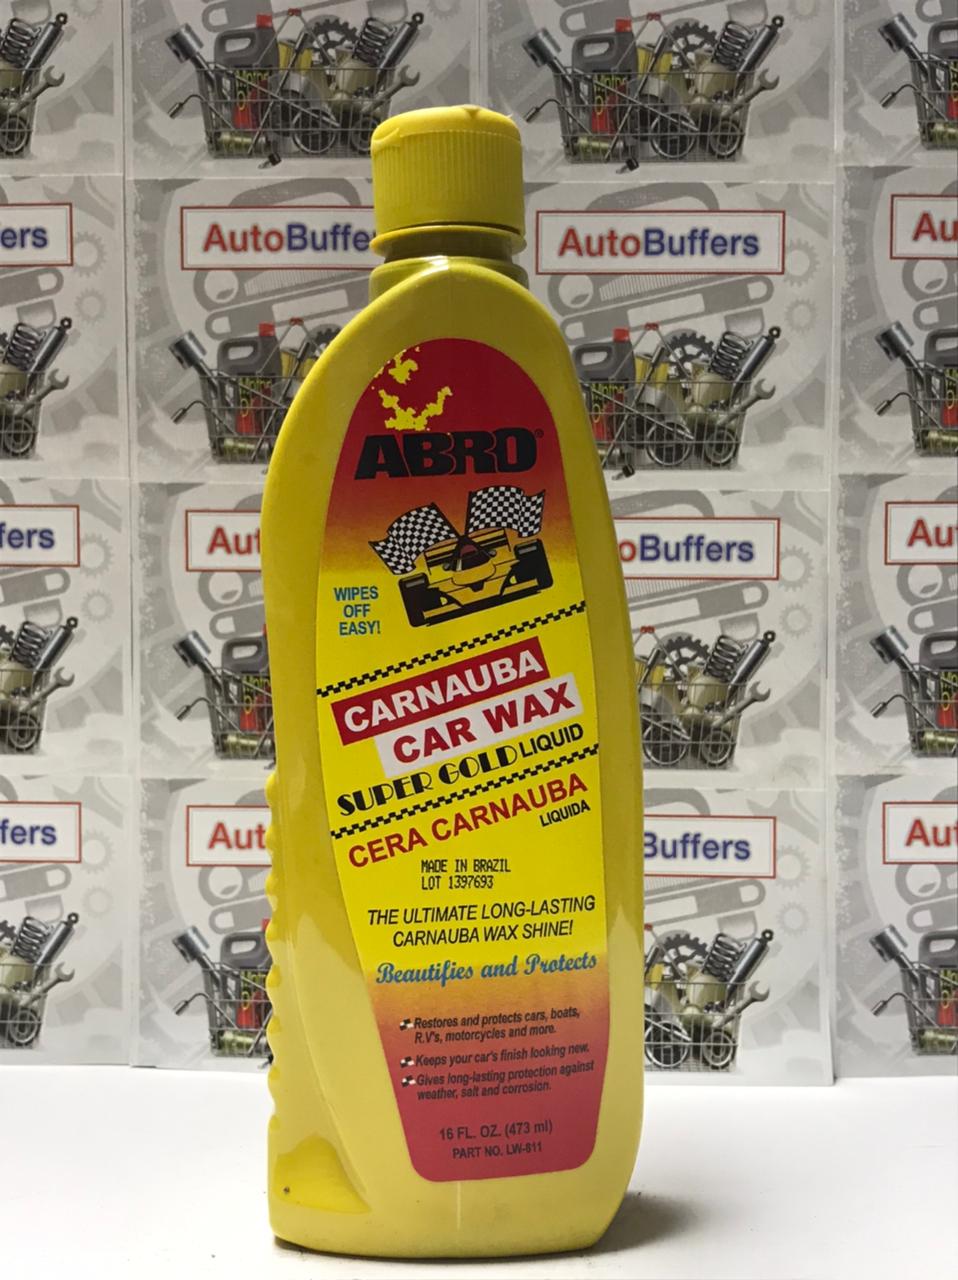 AutoBuffers
AutoBuffers
ABRO®
WIPES
OFF
EASY!
CARNAUBA
CAR WAX
SUPER GOLD LIQUID
CERA CARNAUBA
LIQUIDA
MADE IN BRAZIL
LOT 1397693
THE ULTIMATE LONG-LASTING
CARNAUBA WAX SHINE!
Beautifies and Protects
Restores and protects cars, boats,
R.V's, motorcycles and more.
Keeps your car's finish looking new.
Gives long-lasting protection against
weather, salt and corrosion.
16 FL. OZ. (473 ml)
PART NO. LW-811